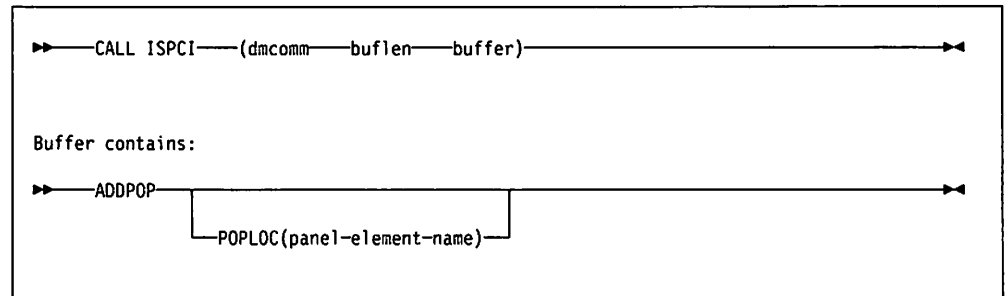 CALL ISPCI (dmcomm buflen buffer)
Buffer contains:
ADDPOP
POPLOC(panel-element-name)